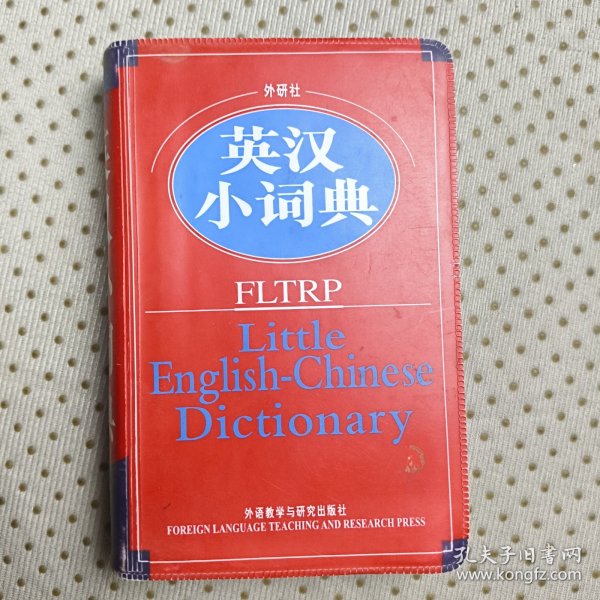 外研社
英汉
小词典
FLTRP
Little
English-Chinese
Dictionary
外语教学与研究出版社
FOREIGN LANGUAGE TEACHING AND RESEARCH PRESS
孔夫子旧书网
www.kongfz.com